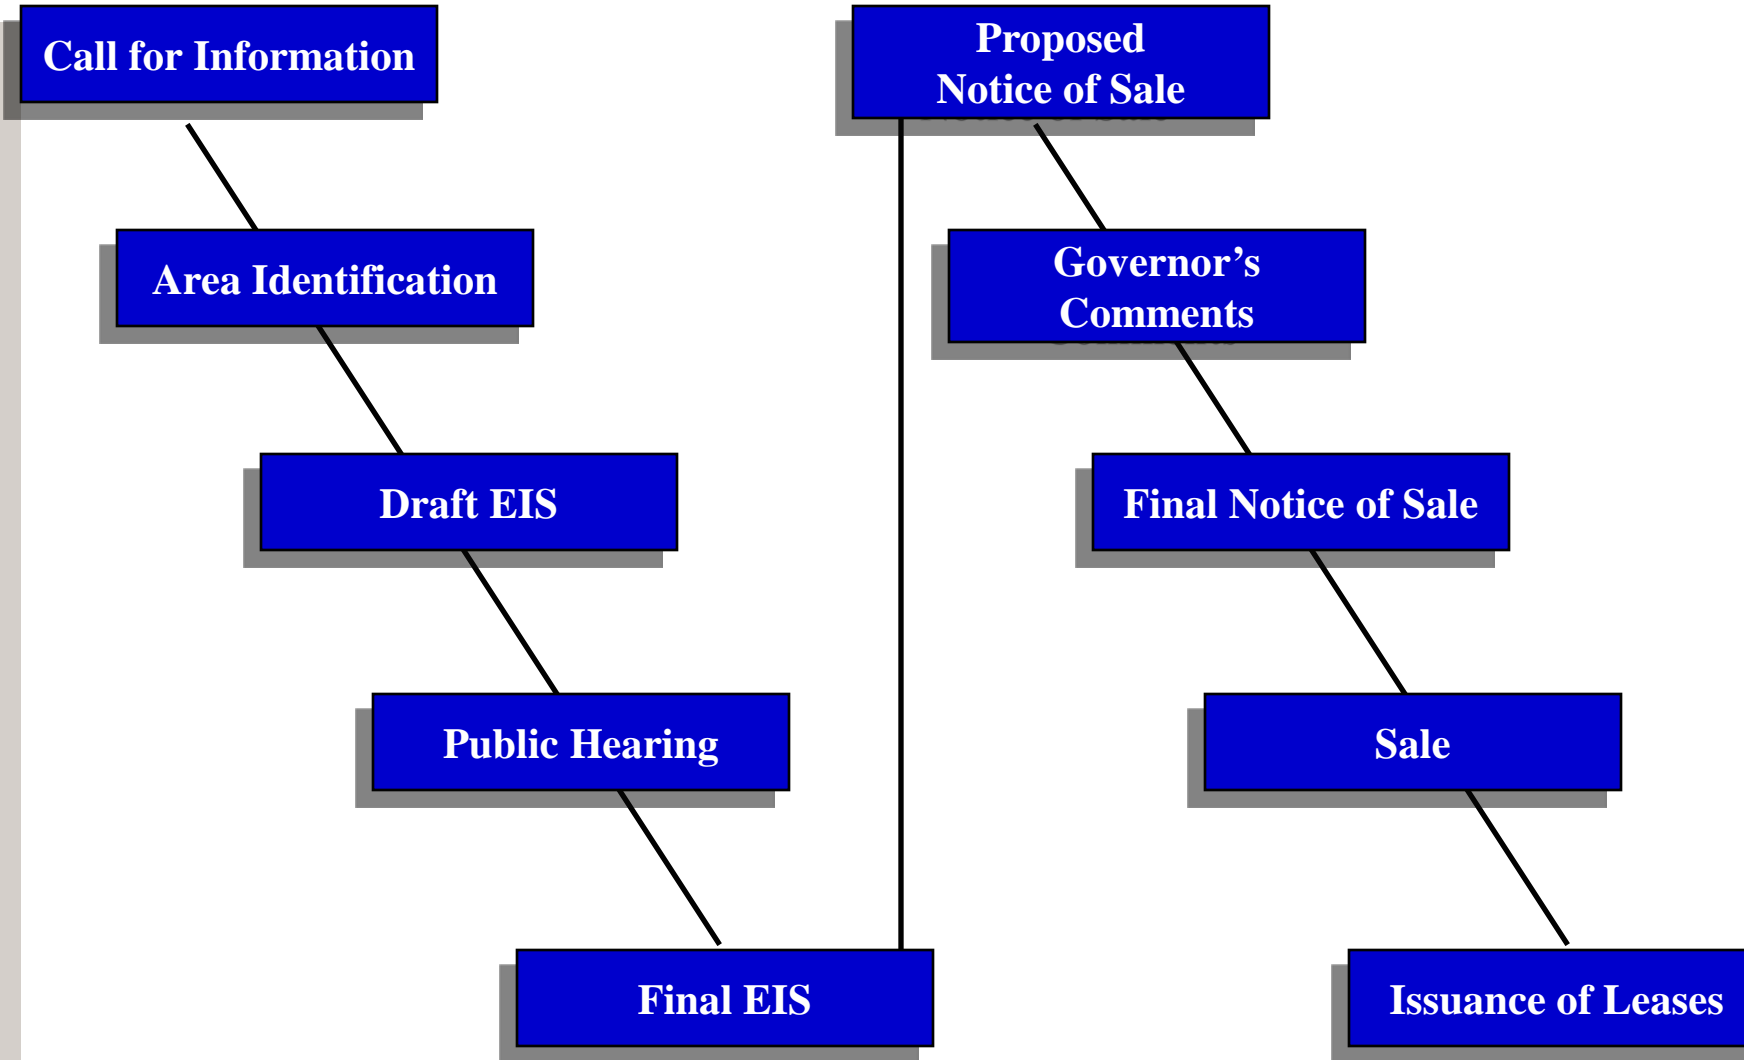 Call for Information
Area Identification
Draft EIS
Public Hearing
Final EIS
Proposed
Notice of Sale
Governor’s
Comments
Final Notice of Sale
Sale
Issuance of Leases